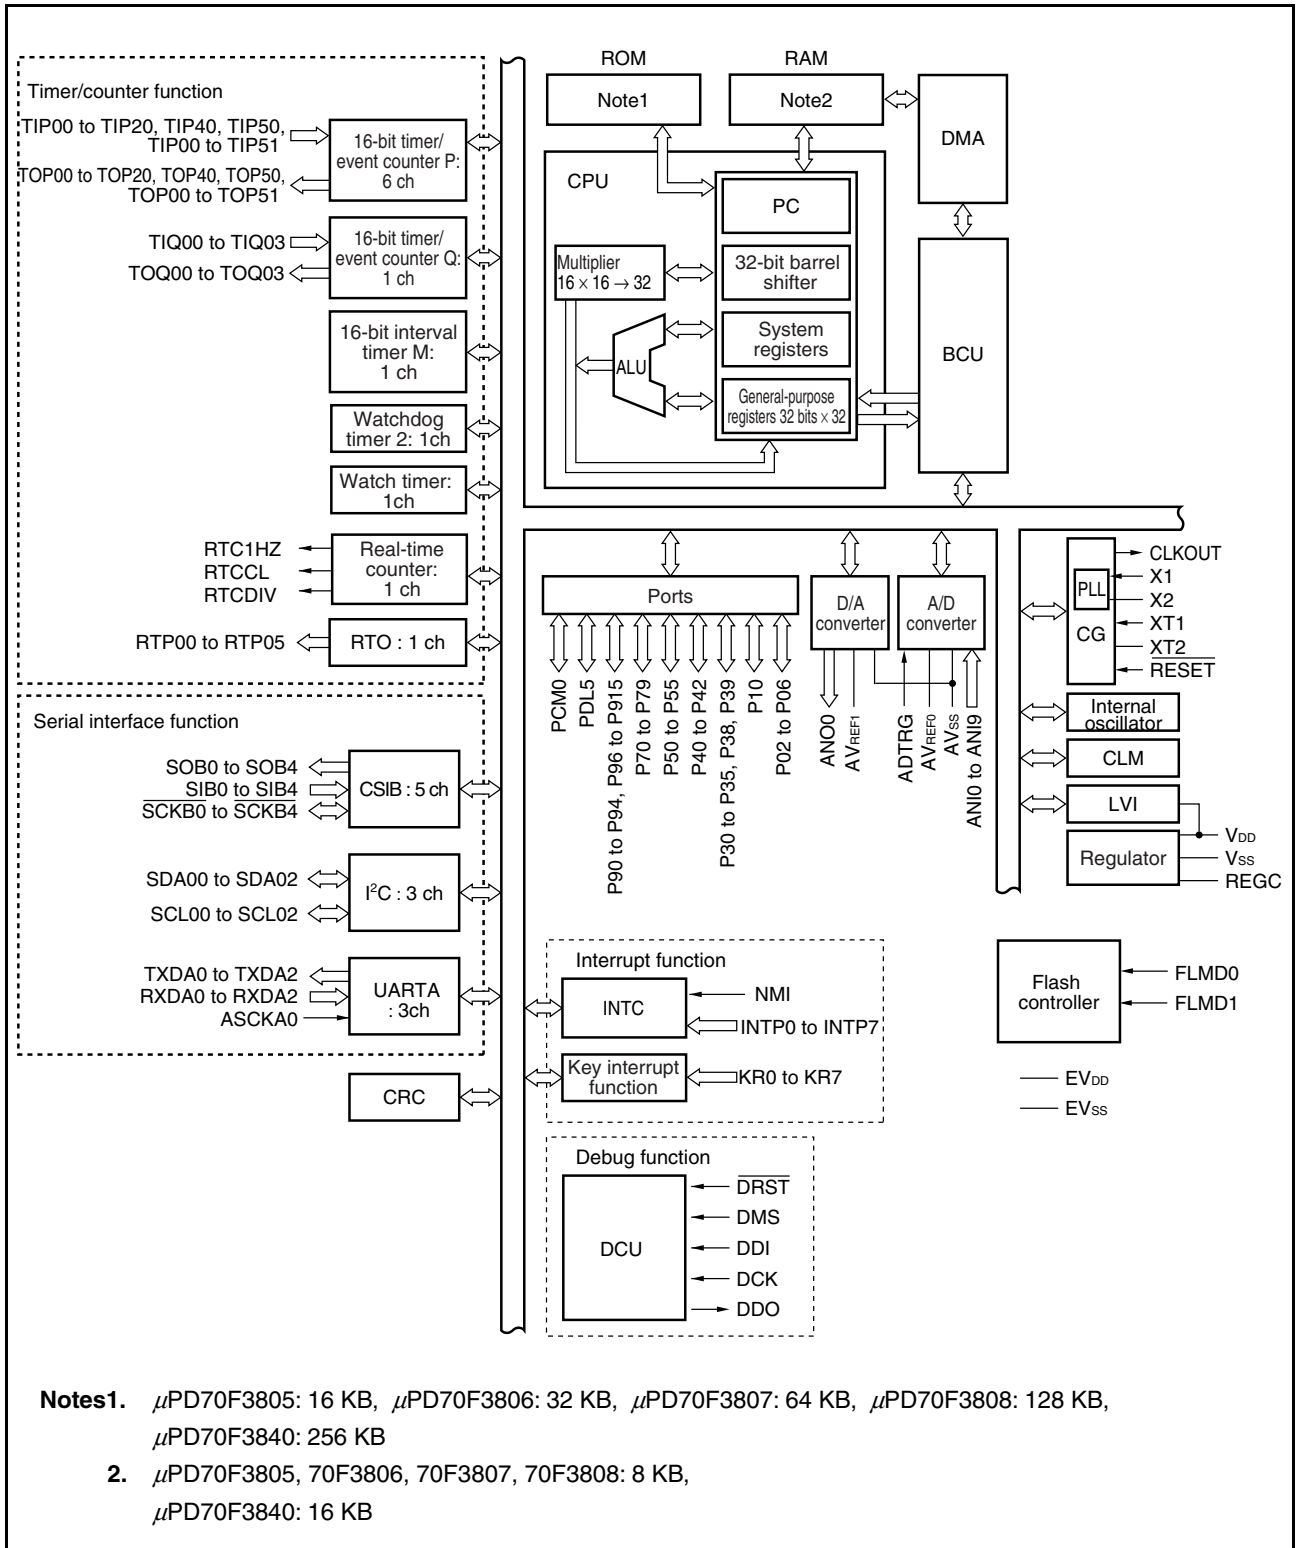 Timer/counter function
TIP00 to TIP20, TIP40, TIP50,
TIP00 to TIP51
TOP00 to TOP20, TOP40, TOP50,
TOP00 to TOP51
16-bit timer/
event counter P:
6 ch
TIQ00 to TIQ03
TOQ00 to TOQ03
16-bit timer/
event counter Q:
1 ch
16-bit interval
timer M:
1 ch
Watchdog
timer 2: 1ch
Watch timer:
1ch
RTC1HZ
RTCCL
RTCDIV
Real-time
counter:
1 ch
RTP00 to RTP05
RTO : 1 ch
Serial interface function
SOB0 to SOB4
SIB0 to SIB4
S̅C̅K̅B̅0̅ to S̅C̅K̅B̅4̅
CSIB : 5 ch
SDA00 to SDA02
SCL00 to SCL02
I²C : 3 ch
TXDA0 to TXDA2
RXDA0 to RXDA2
ASCKA0
UARTA
: 3ch
CRC
ROM
Note1
RAM
Note2
DMA
CPU
PC
Multiplier
16 × 16 → 32
32-bit barrel
shifter
ALU
System
registers
General-purpose
registers 32 bits × 32
BCU
Ports
PCM0
PDL5
P90 to P94, P96 to P915
P70 to P79
P50 to P55
P40 to P42
P30 to P35, P38, P39
P10
P02 to P06
D/A
converter
ANO0
AVREF1
A/D
converter
ADTRG
AVREF0
AVSS
ANI0 to ANI9
PLL
CG
CLKOUT
X1
X2
XT1
XT2
R̅E̅S̅E̅T̅
Internal
oscillator
CLM
LVI
Regulator
VDD
VSS
REGC
Interrupt function
INTC
NMI
INTP0 to INTP7
Key interrupt
function
KR0 to KR7
Flash
controller
FLMD0
FLMD1
EVDD
EVSS
Debug function
DCU
D̅R̅S̅T̅
DMS
DDI
DCK
DDO
Notes1. μPD70F3805: 16 KB, μPD70F3806: 32 KB, μPD70F3807: 64 KB, μPD70F3808: 128 KB,
μPD70F3840: 256 KB
2. μPD70F3805, 70F3806, 70F3807, 70F3808: 8 KB,
μPD70F3840: 16 KB